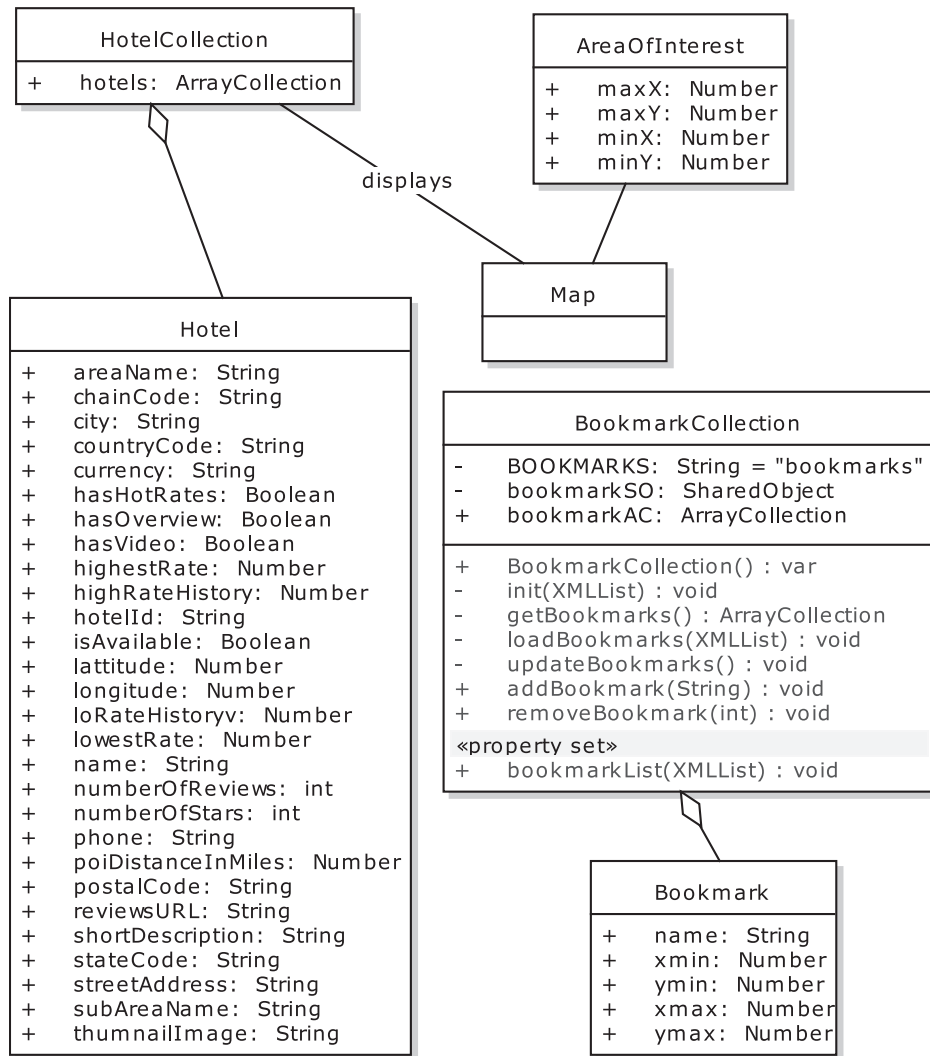 HotelCollection
+ hotels: ArrayCollection
AreaOfInterest
+ maxX: Number
+ maxY: Number
+ minX: Number
+ minY: Number
displays
Map
Hotel
+ areaName: String
+ chainCode: String
+ city: String
+ countryCode: String
+ currency: String
+ hasHotRates: Boolean
+ hasOverview: Boolean
+ hasVideo: Boolean
+ highestRate: Number
+ highRateHistory: Number
+ hotelId: String
+ isAvailable: Boolean
+ lattitude: Number
+ longitude: Number
+ loRateHistoryv: Number
+ lowestRate: Number
+ name: String
+ numberOfReviews: int
+ numberOfStars: int
+ phone: String
+ poiDistanceInMiles: Number
+ postalCode: String
+ reviewsURL: String
+ shortDescription: String
+ stateCode: String
+ streetAddress: String
+ subAreaName: String
+ thumnailImage: String
BookmarkCollection
- BOOKMARKS: String = "bookmarks"
- bookmarkSO: SharedObject
+ bookmarkAC: ArrayCollection
+ BookmarkCollection() : var
- init(XMLList) : void
- getBookmarks() : ArrayCollection
- loadBookmarks(XMLList) : void
- updateBookmarks() : void
+ addBookmark(String) : void
+ removeBookmark(int) : void
«property set»
+ bookmarkList(XMLList) : void
Bookmark
+ name: String
+ xmin: Number
+ ymin: Number
+ xmax: Number
+ ymax: Number